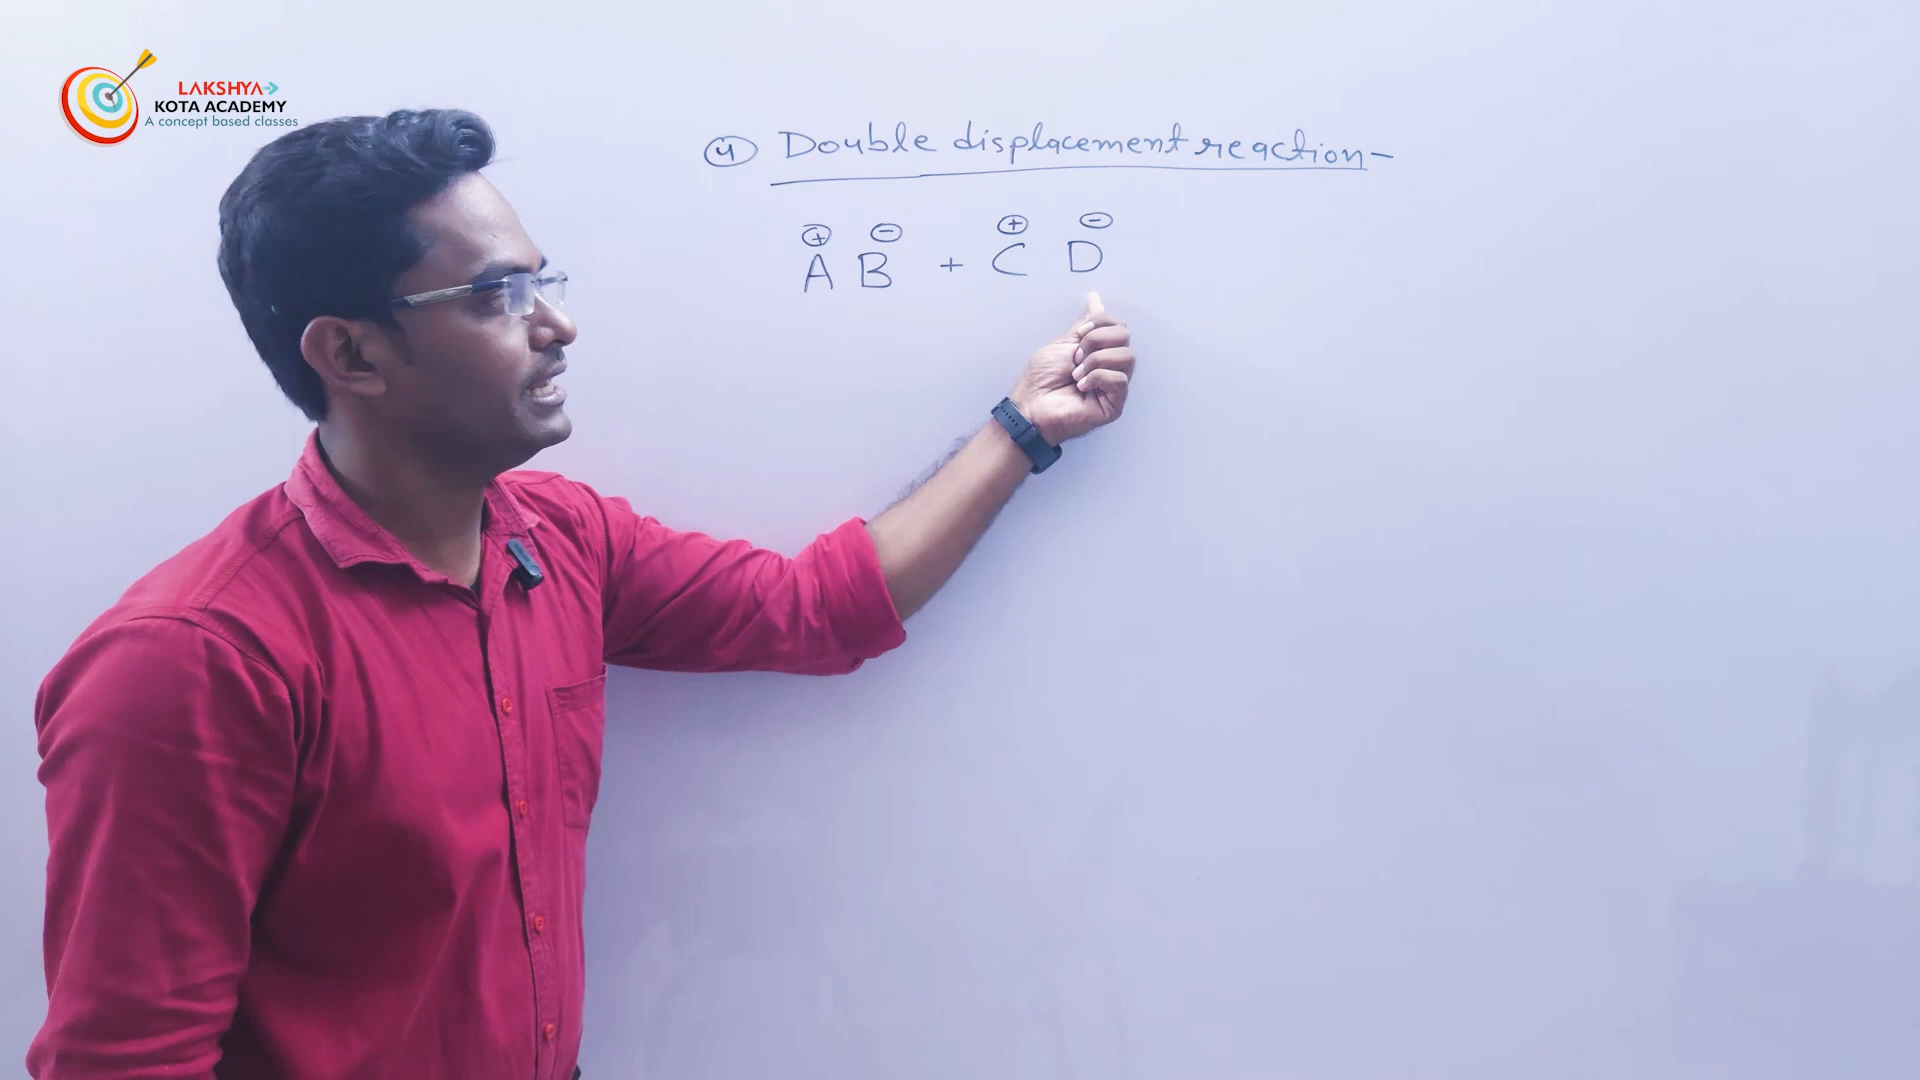 LAKSHYA
KOTA ACADEMY
A concept based classes
④ Double displacement reaction-
⊕ ⊖ ⊕ ⊖
A B + C D